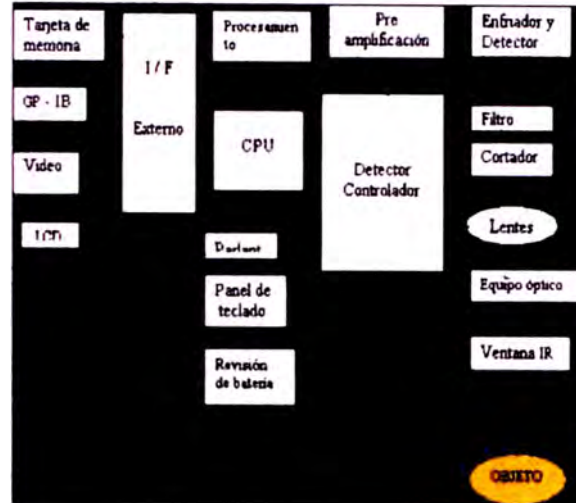 Tarjeta de
memoria
GP - IB
Video
LCD
I / F
Externo
Procesamien
to
CPU
Panel de
teclado
Revisión
de batería
Pre
amplificación
Detector
Controlador
Enfriador y
Detector
Filtro
Cortador
Lentes
Equipo óptico
Ventana IR
OBJETO